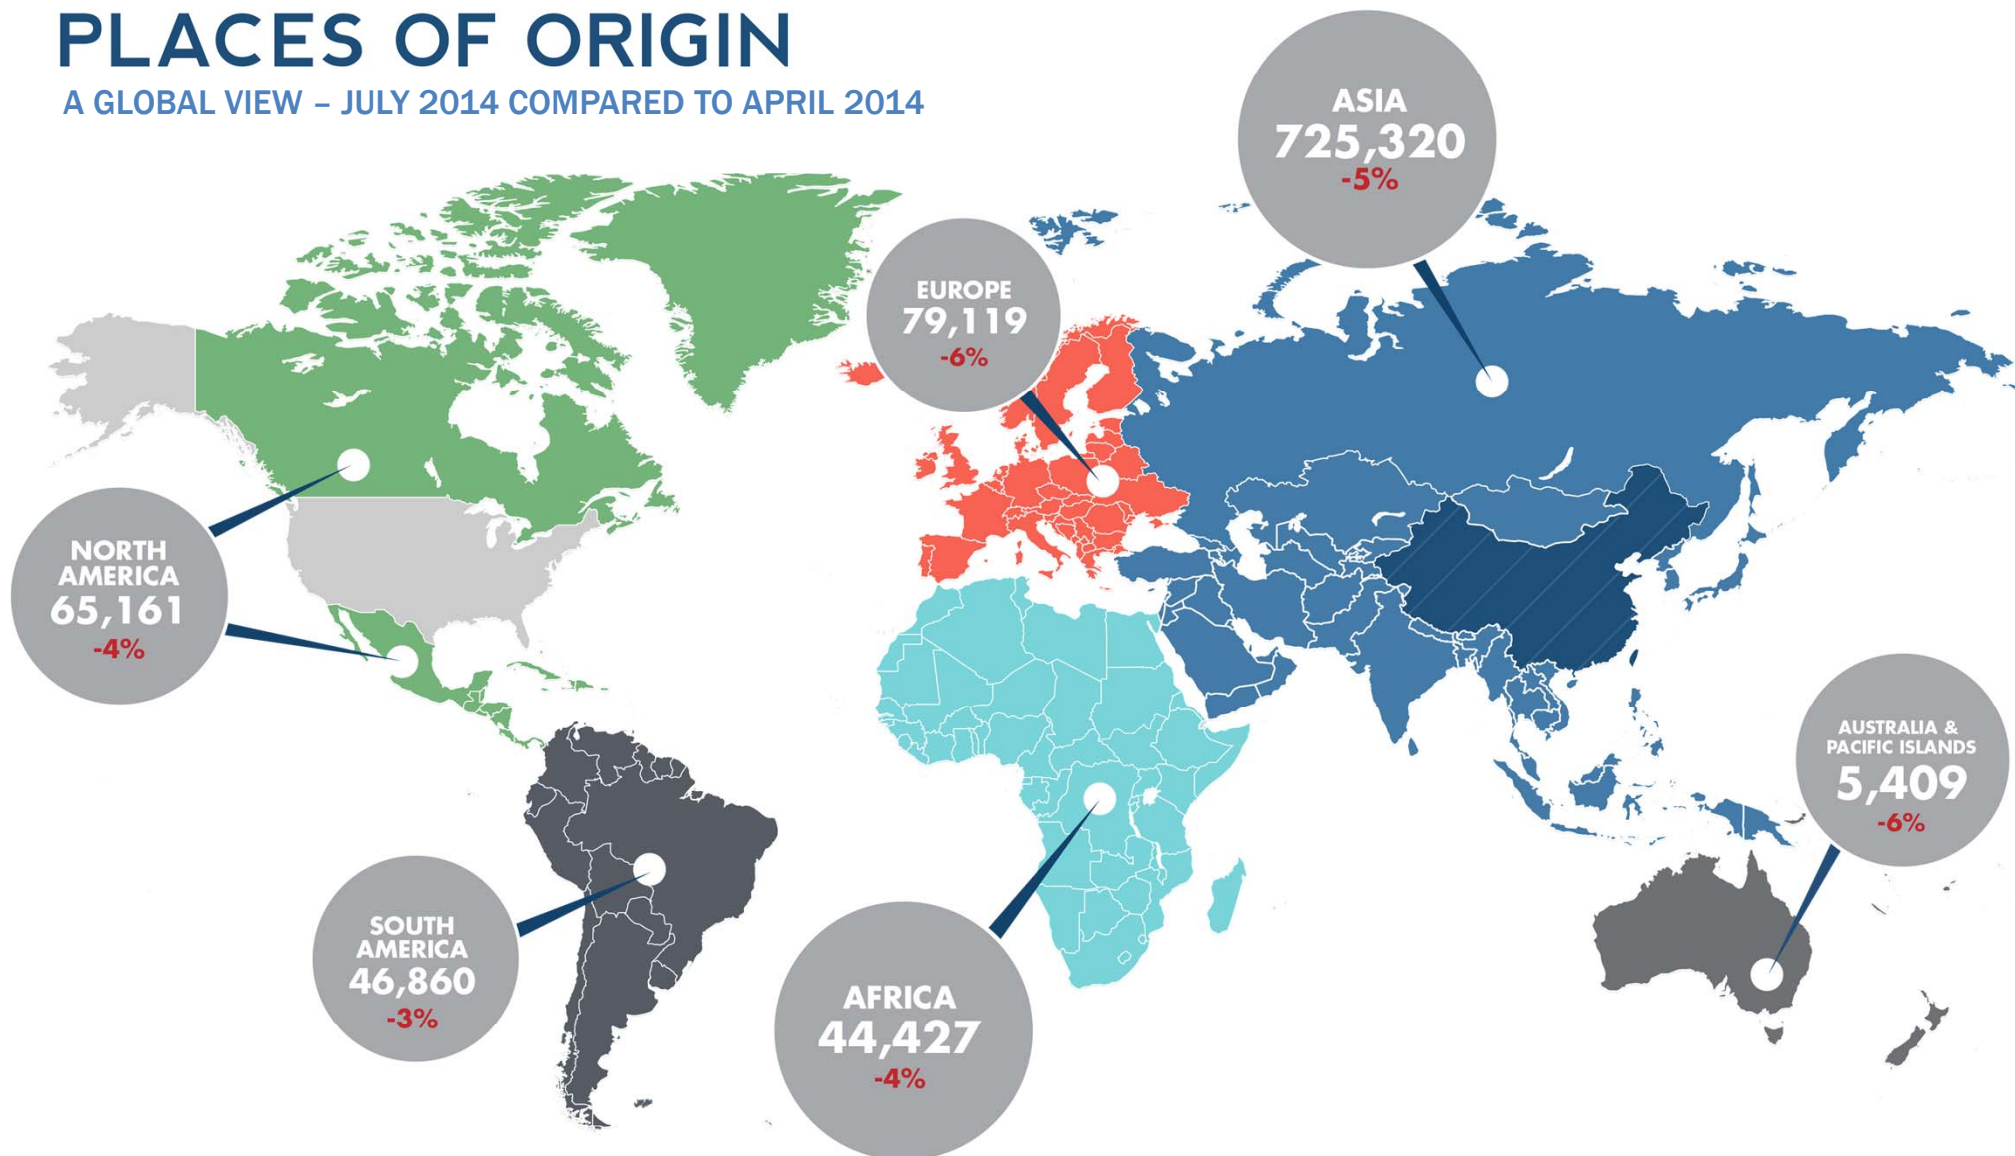 PLACES OF ORIGIN
A GLOBAL VIEW – JULY 2014 COMPARED TO APRIL 2014
ASIA
725,320
-5%
EUROPE
79,119
-6%
NORTH
AMERICA
65,161
-4%
AUSTRALIA &
PACIFIC ISLANDS
5,409
-6%
SOUTH
AMERICA
46,860
-3%
AFRICA
44,427
-4%